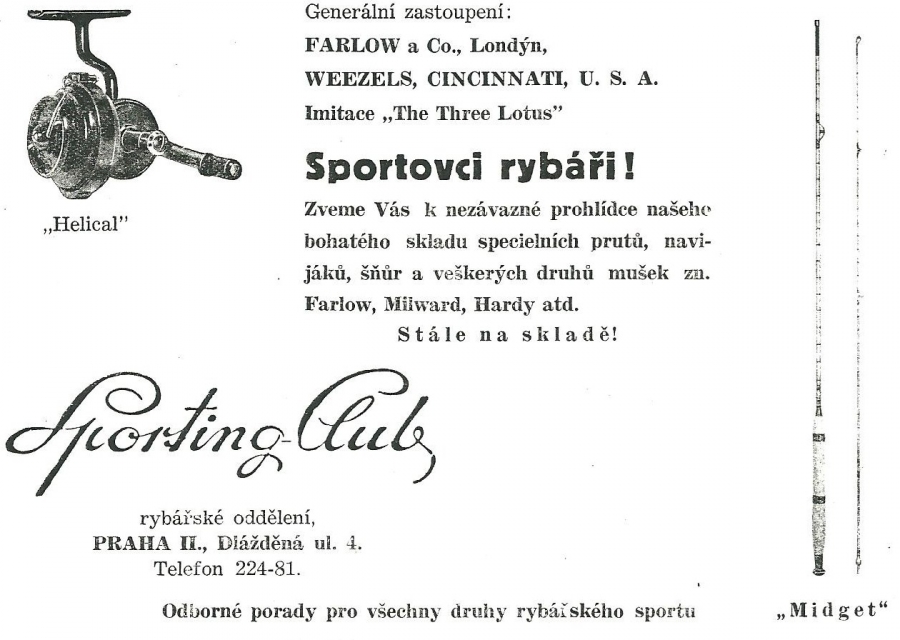 Generální zastoupení:
FARLOW a Co., Londýn,
WEEZELS, CINCINNATI, U. S. A.
Imitace „The Three Lotus”
Sportovci rybáři!
Zveme Vás k nezávazné prohlídce našeho
bohatého skladu specielních prutů, navi-
jáků, šňůr a veškerých druhů mušek zn.
Farlow, Milward, Hardy atd.
Stále na skladě!
„Helical”
Sporting-Club,
rybářské oddělení,
PRAHA II., Dlážděná ul. 4.
Telefon 224-81.
Odborné porady pro všechny druhy rybářského sportu
„Midget“